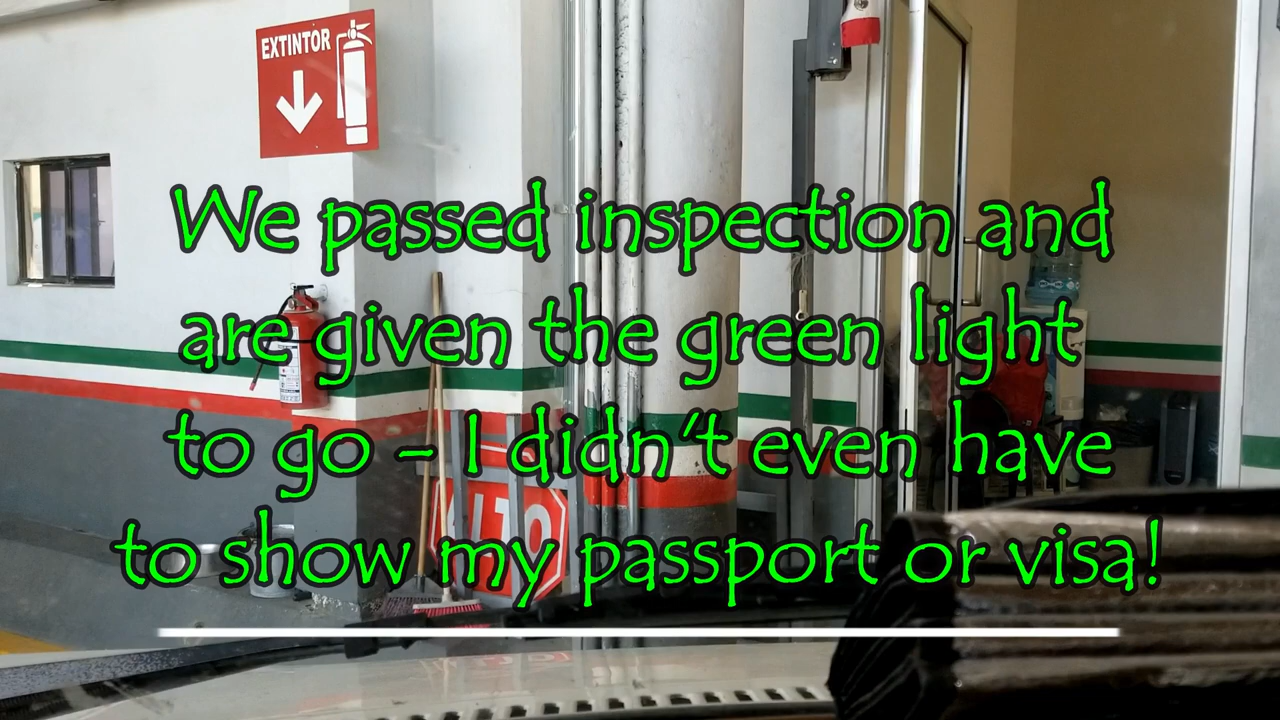 EXTINTOR
We passed inspection and
are given the green light
to go - I didn't even have
to show my passport or visa!
ALTO